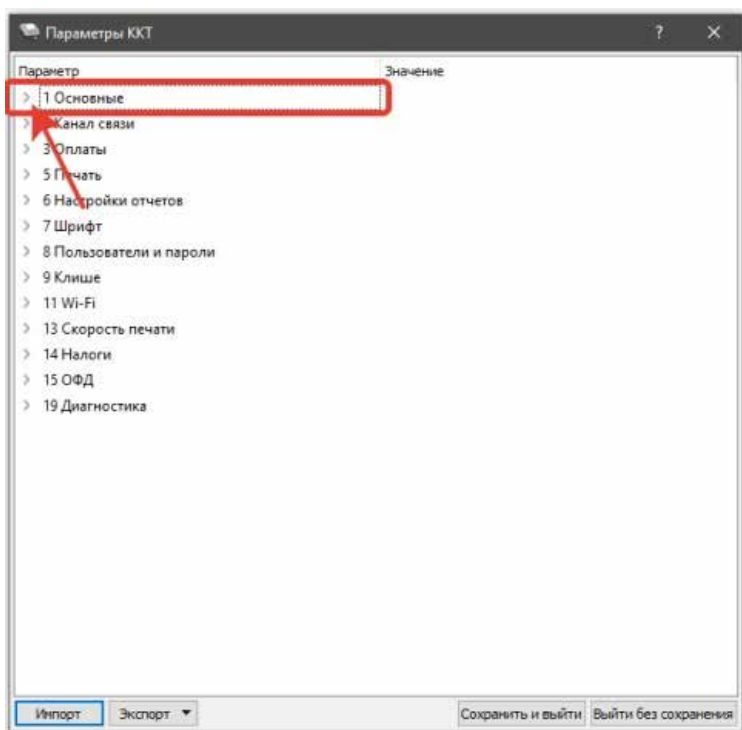 Параметры ККТ ?
Параметр Значение
1 Основные
Канал связи
3 Оплаты
5 Печать
6 Настройки отчетов
7 Шрифт
8 Пользователи и пароли
9 Клише
11 Wi-Fi
13 Скорость печати
14 Налоги
15 ОФД
19 Диагностика
Импорт Экспорт Сохранить и выйти Выйти без сохранения